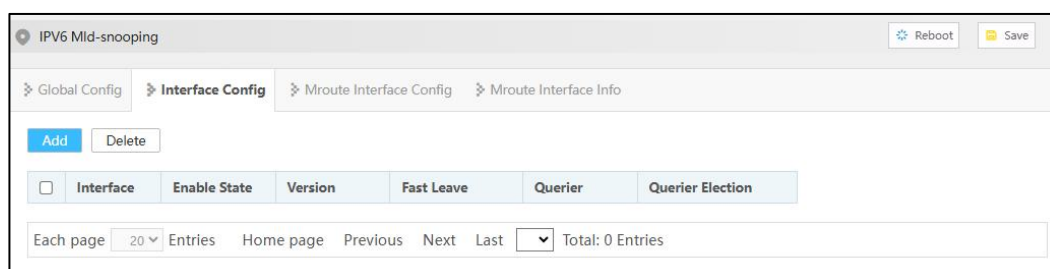 IPV6 Mld-snooping Reboot Save
Global Config Interface Config Mroute Interface Config Mroute Interface Info
Add Delete
Interface Enable State Version Fast Leave Querier Querier Election
Each page 20 Entries Home page Previous Next Last Total: 0 Entries